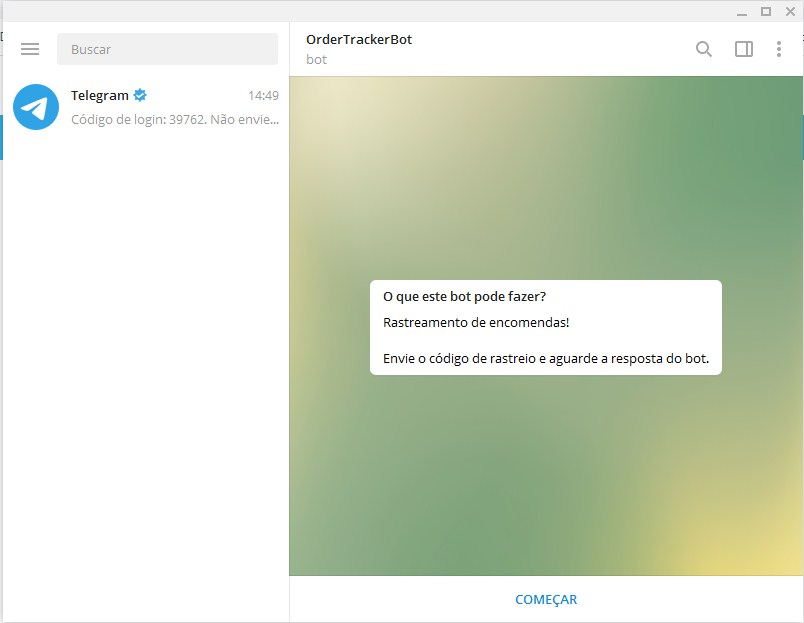 Buscar
Telegram
14:49
Código de login: 39762. Não envie...
OrderTrackerBot
bot
O que este bot pode fazer?
Rastreamento de encomendas!
Envie o código de rastreio e aguarde a resposta do bot.
COMEÇAR